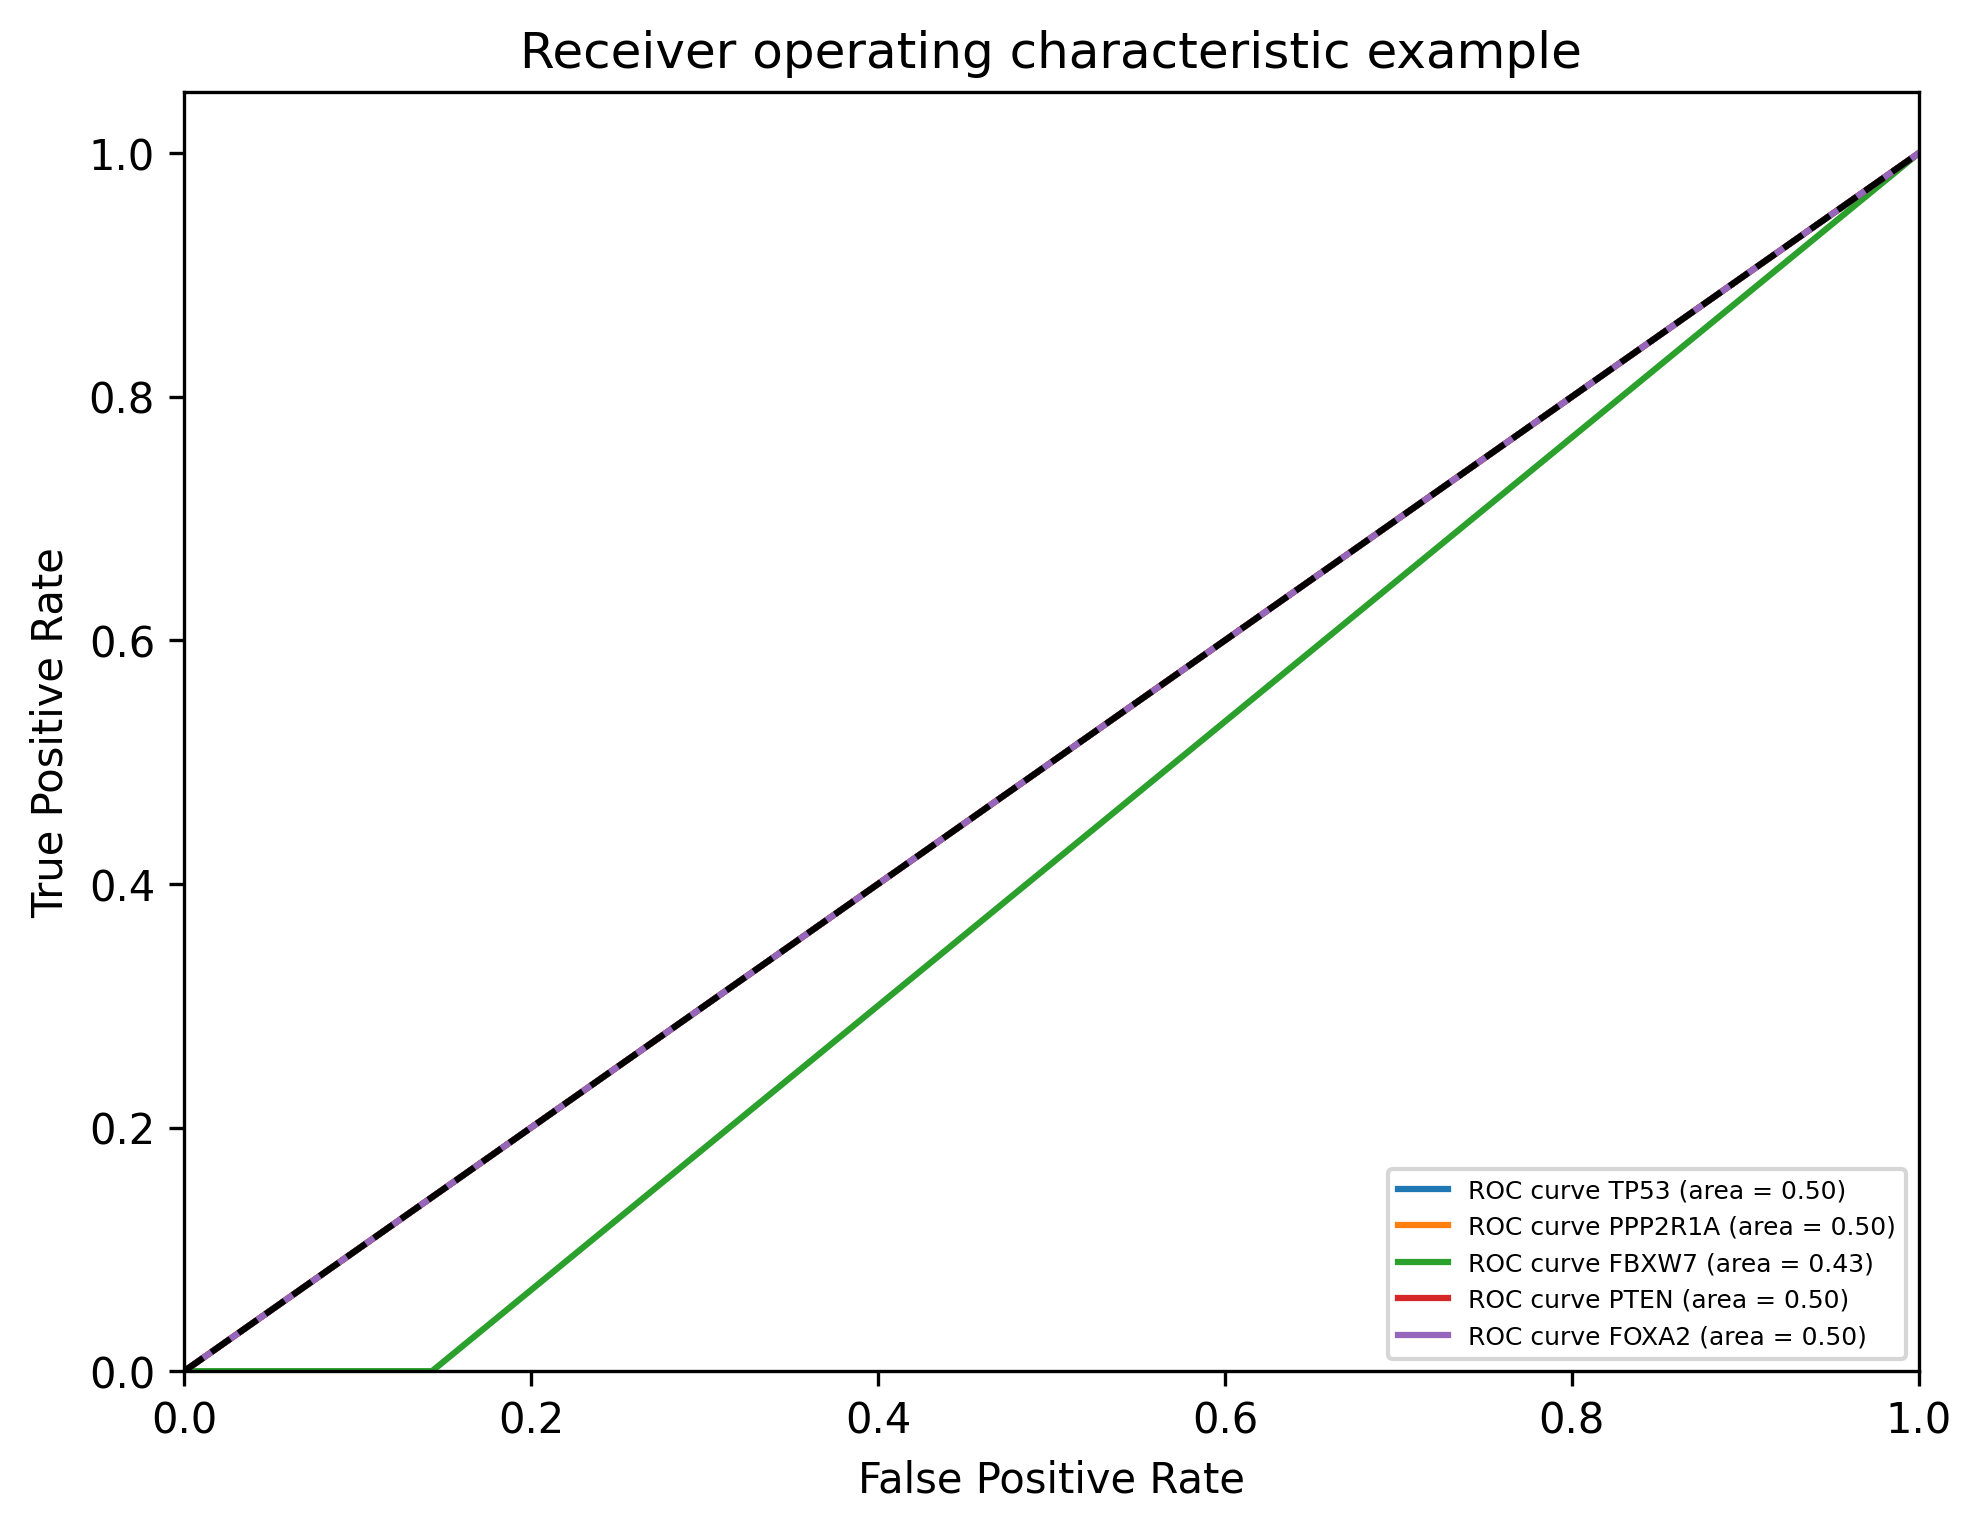 Receiver operating characteristic example
True Positive Rate
1.0
0.8
0.6
0.4
0.2
0.0
ROC curve TP53 (area = 0.50)
ROC curve PPP2R1A (area = 0.50)
ROC curve FBXW7 (area = 0.43)
ROC curve PTEN (area = 0.50)
ROC curve FOXA2 (area = 0.50)
0.0 0.2 0.4 0.6 0.8 1.0
False Positive Rate